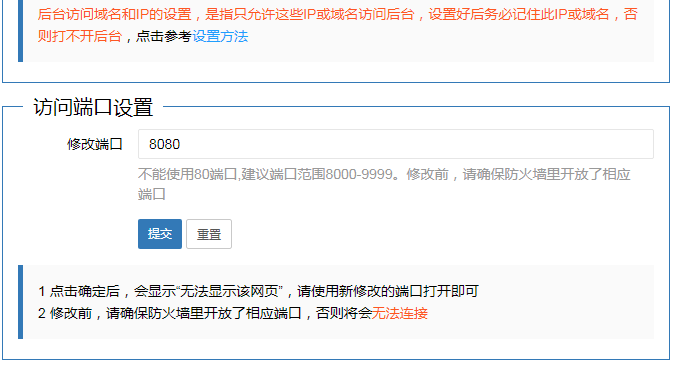 后台访问域名和IP的设置，是指只允许这些IP或域名访问后台，设置好后务必记住此IP或域名，否
则打不开后台，点击参考设置方法
访问端口设置
修改端口 8080
不能使用80端口,建议端口范围8000-9999。修改前，请确保防火墙里开放了相应
端口
提交 重置
1 点击确定后，会显示“无法显示该网页”，请使用新修改的端口打开即可
2 修改前，请确保防火墙里开放了相应端口，否则将会无法连接